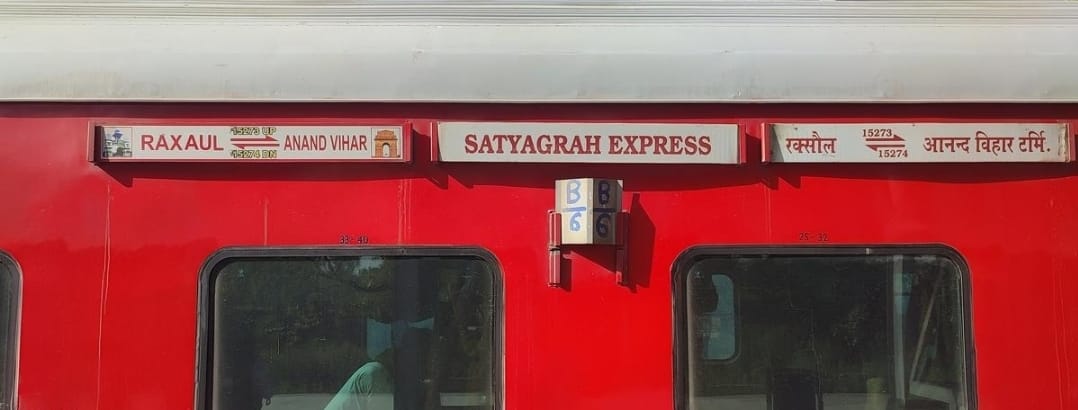 RAXAUL 15273 UP ANAND VIHAR
15274 DN
SATYAGRAH EXPRESS
रक्सौल 15273 आनन्द विहार टर्मि.
15274
B B
6 6
33-40
25-32